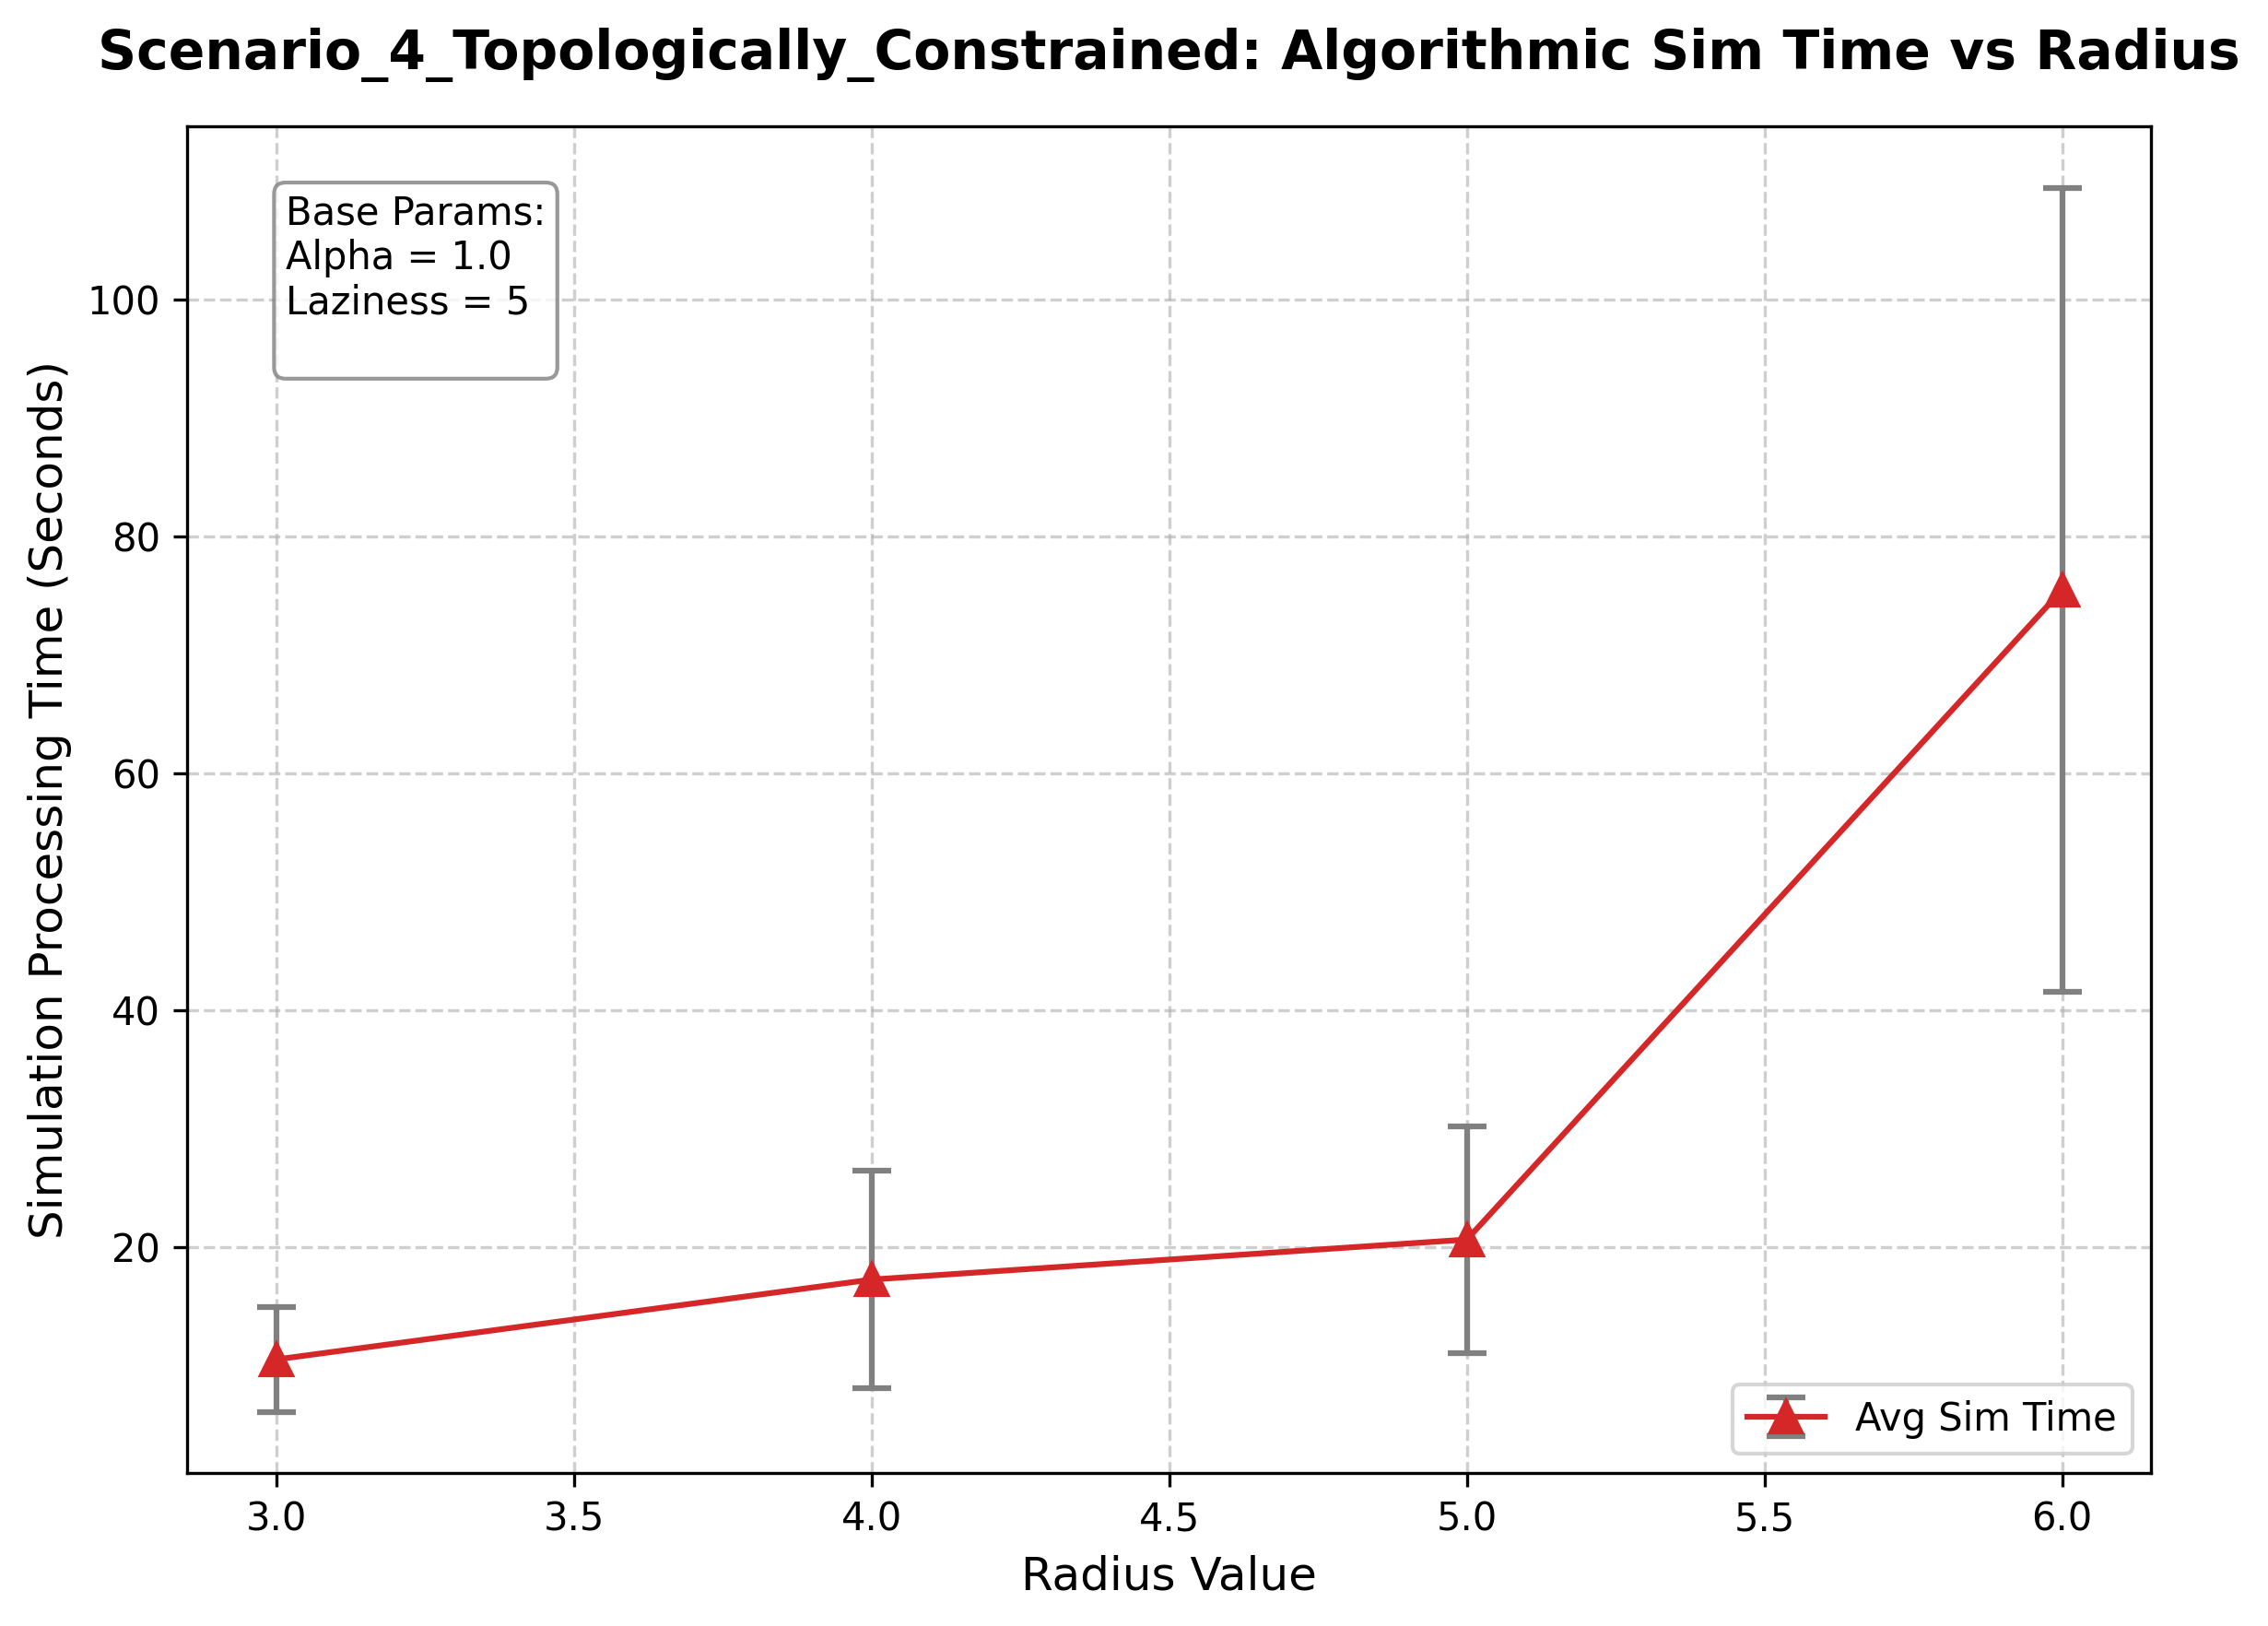 Scenario_4_Topologically_Constrained: Algorithmic Sim Time vs Radius
Base Params:
Alpha = 1.0
Laziness = 5
Simulation Processing Time (Seconds)
100
80
60
40
20
Avg Sim Time
3.0 3.5 4.0 4.5 5.0 5.5 6.0
Radius Value